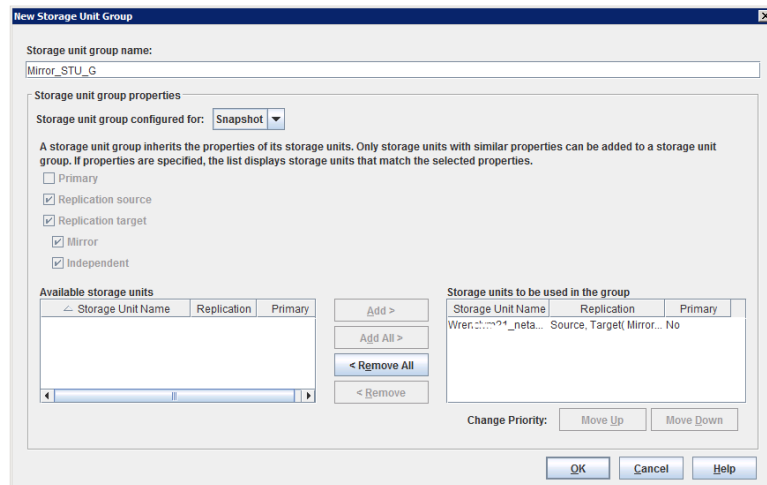 New Storage Unit Group
Storage unit group name:
Mirror_STU_G
Storage unit group properties
Storage unit group configured for: Snapshot
A storage unit group inherits the properties of its storage units. Only storage units with similar properties can be added to a storage unit
group. If properties are specified, the list displays storage units that match the selected properties.
Primary
Replication source
Replication target
Mirror
Independent
Available storage units
Storage Unit Name Replication Primary
Add >
Add All >
< Remove All
< Remove
Storage units to be used in the group
Storage Unit Name Replication Primary
Source, Target( Mirror... No
Change Priority: Move Up Move Down
OK Cancel Help